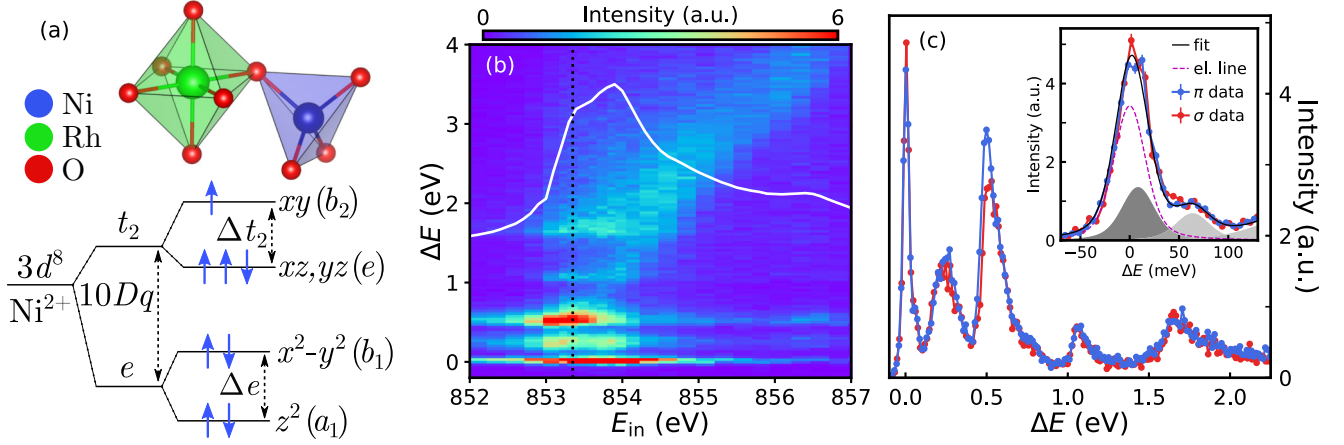 (a)
Ni
Rh
O
3d⁸
Ni²⁺
t₂
10Dq
e
xy (b₂)
Δt₂
xz,yz (e)
x²-y² (b₁)
Δe
z² (a₁)
0 Intensity (a.u.) 6
(b)
ΔE (eV)
4
3
2
1
0
852 853 854 855 856 857
E_in (eV)
(c)
fit
el. line
π data
σ data
Intensity (a.u.)
4
2
0
−50 0 50 100
ΔE (meV)
4
2
0
Intensity (a.u.)
0.0 0.5 1.0 1.5 2.0
ΔE (eV)